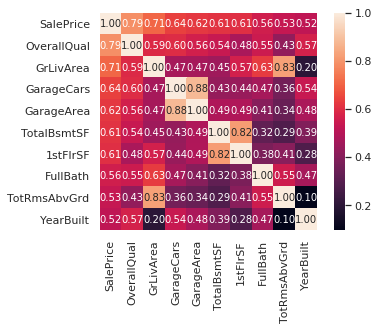 SalePrice 1.00 0.79 0.71 0.64 0.62 0.61 0.61 0.56 0.53 0.52
OverallQual 0.79 1.00 0.59 0.60 0.56 0.54 0.48 0.55 0.43 0.57
GrLivArea 0.71 0.59 1.00 0.47 0.47 0.45 0.57 0.63 0.83 0.20
GarageCars 0.64 0.60 0.47 1.00 0.88 0.43 0.44 0.47 0.36 0.54
GarageArea 0.62 0.56 0.47 0.88 1.00 0.49 0.49 0.41 0.34 0.48
TotalBsmtSF 0.61 0.54 0.45 0.43 0.49 1.00 0.82 0.32 0.29 0.39
1stFlrSF 0.61 0.48 0.57 0.44 0.49 0.82 1.00 0.38 0.41 0.28
FullBath 0.56 0.55 0.63 0.47 0.41 0.32 0.38 1.00 0.55 0.47
TotRmsAbvGrd 0.53 0.43 0.83 0.36 0.34 0.29 0.41 0.55 1.00 0.10
YearBuilt 0.52 0.57 0.20 0.54 0.48 0.39 0.28 0.47 0.10 1.00
SalePrice
OverallQual
GrLivArea
GarageCars
GarageArea
TotalBsmtSF
1stFlrSF
FullBath
TotRmsAbvGrd
YearBuilt
1.0
0.8
0.6
0.4
0.2